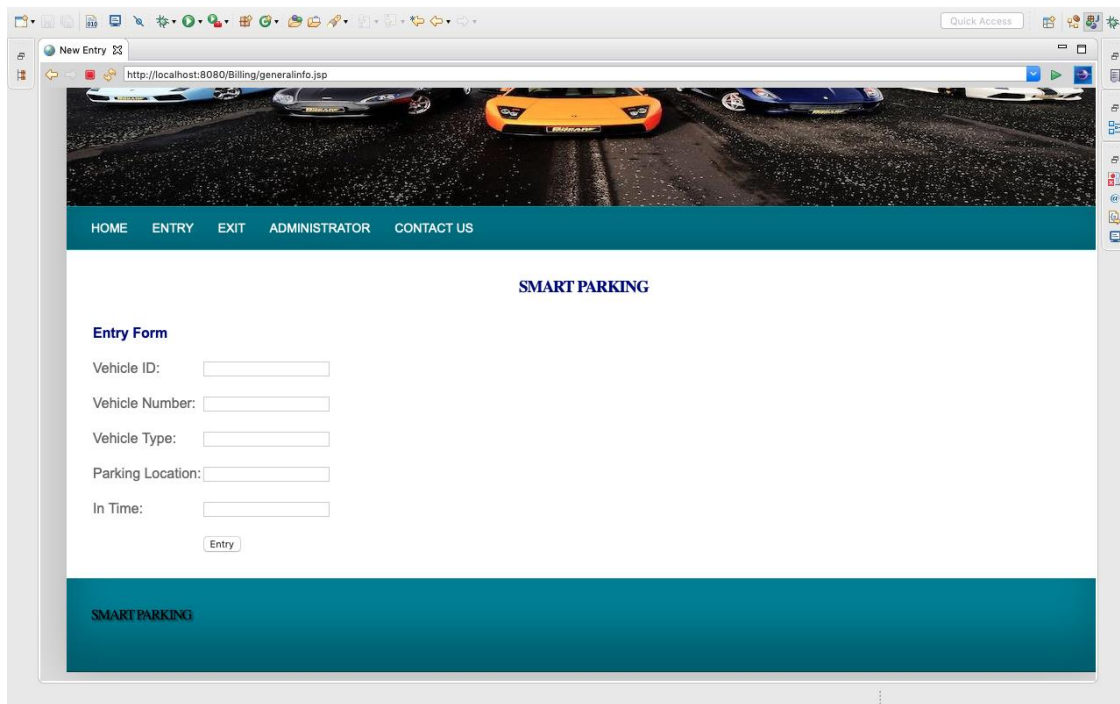 Quick Access
New Entry
http://localhost:8080/Billing/generalinfo.jsp
HOME ENTRY EXIT ADMINISTRATOR CONTACT US
SMART PARKING
Entry Form
Vehicle ID:
Vehicle Number:
Vehicle Type:
Parking Location:
In Time:
Entry
SMART PARKING